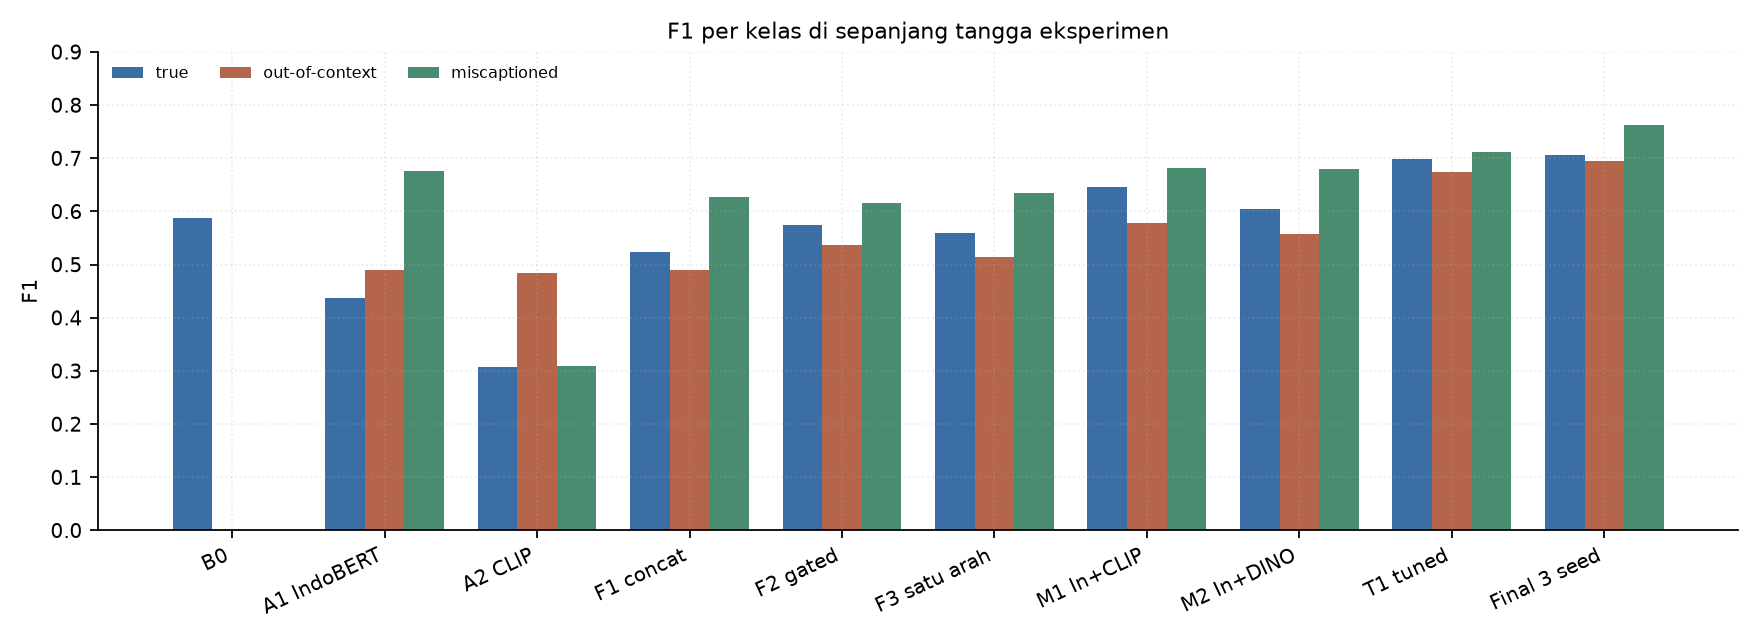 F1 per kelas di sepanjang tangga eksperimen
true out-of-context miscaptioned
F1
0.9
0.8
0.7
0.6
0.5
0.4
0.3
0.2
0.1
0.0
B0
A1 IndoBERT
A2 CLIP
F1 concat
F2 gated
F3 satu arah
M1 In+CLIP
M2 In+DINO
T1 tuned
Final 3 seed